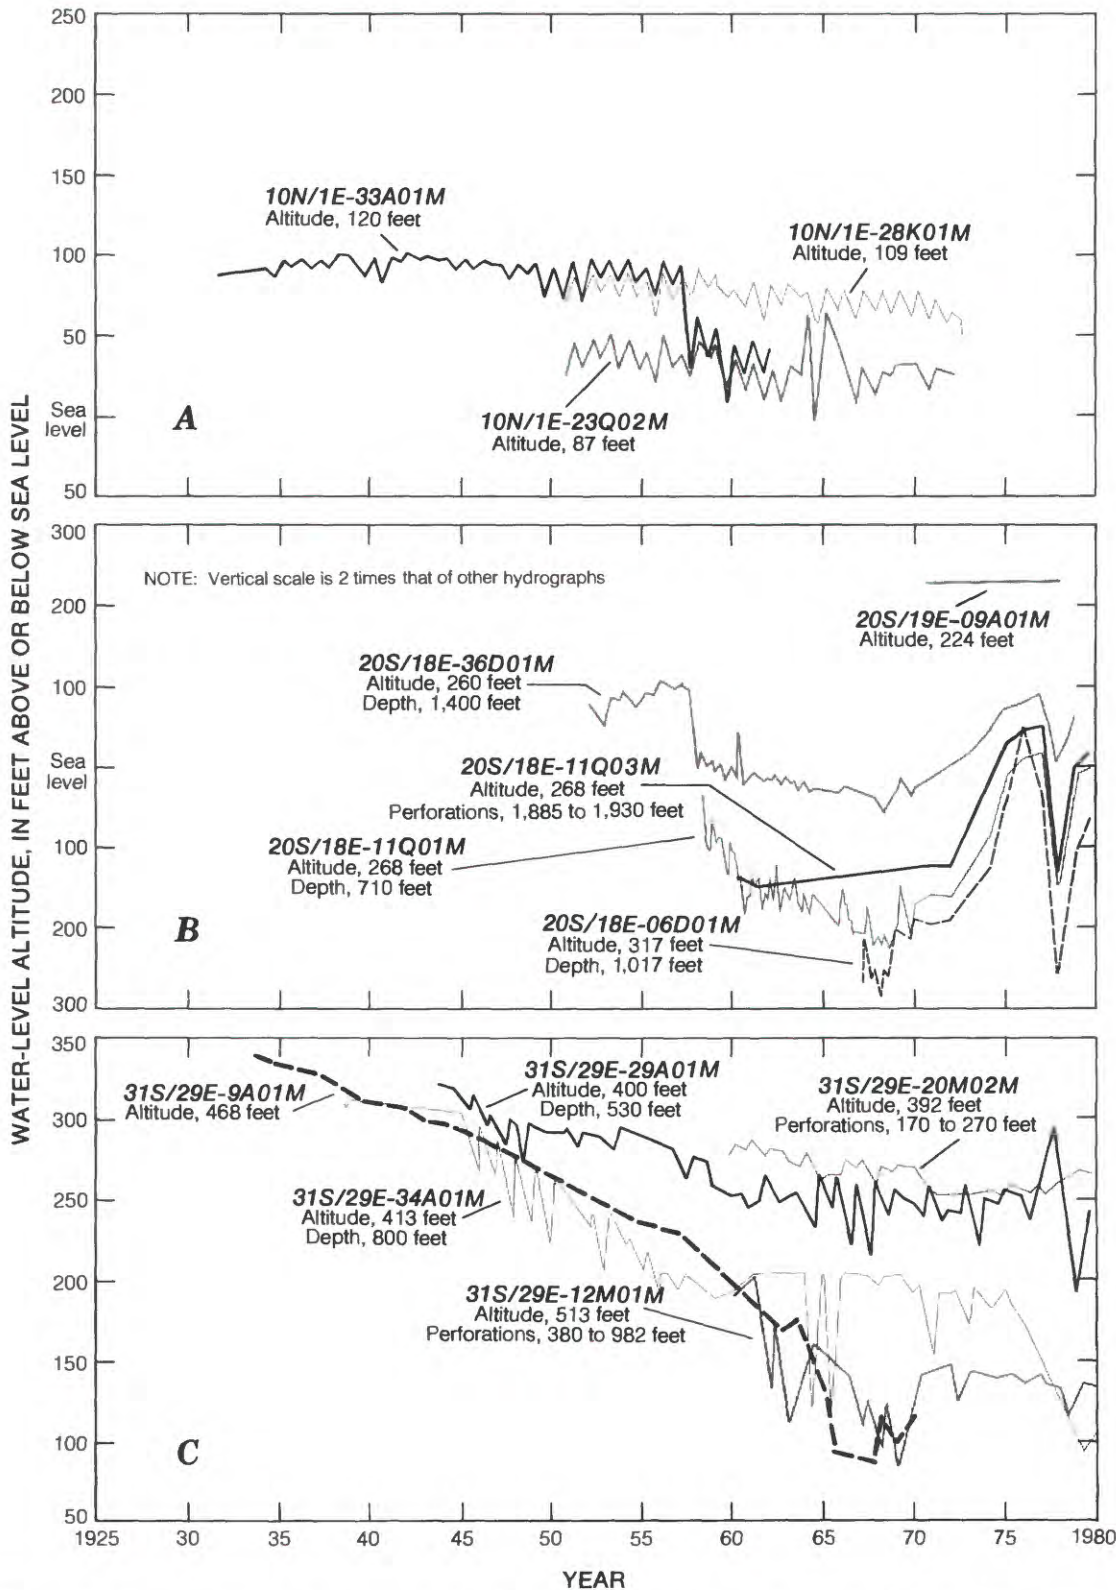 WATER-LEVEL ALTITUDE, IN FEET ABOVE OR BELOW SEA LEVEL
250
200
150
100
50
Sea
level
50
10N/1E-33A01M
Altitude, 120 feet
10N/1E-28K01M
Altitude, 109 feet
10N/1E-23Q02M
Altitude, 87 feet
A
300
200
100
Sea
level
100
200
300
NOTE: Vertical scale is 2 times that of other hydrographs
20S/19E-09A01M
Altitude, 224 feet
20S/18E-36D01M
Altitude, 260 feet
Depth, 1,400 feet
20S/18E-11Q03M
Altitude, 268 feet
Perforations, 1,885 to 1,930 feet
20S/18E-11Q01M
Altitude, 268 feet
Depth, 710 feet
20S/18E-06D01M
Altitude, 317 feet
Depth, 1,017 feet
B
350
300
250
200
150
100
50
31S/29E-9A01M
Altitude, 468 feet
31S/29E-29A01M
Altitude, 400 feet
Depth, 530 feet
31S/29E-20M02M
Altitude, 392 feet
Perforations, 170 to 270 feet
31S/29E-34A01M
Altitude, 413 feet
Depth, 800 feet
31S/29E-12M01M
Altitude, 513 feet
Perforations, 380 to 982 feet
C
1925 30 35 40 45 50 55 60 65 70 75 1980
YEAR